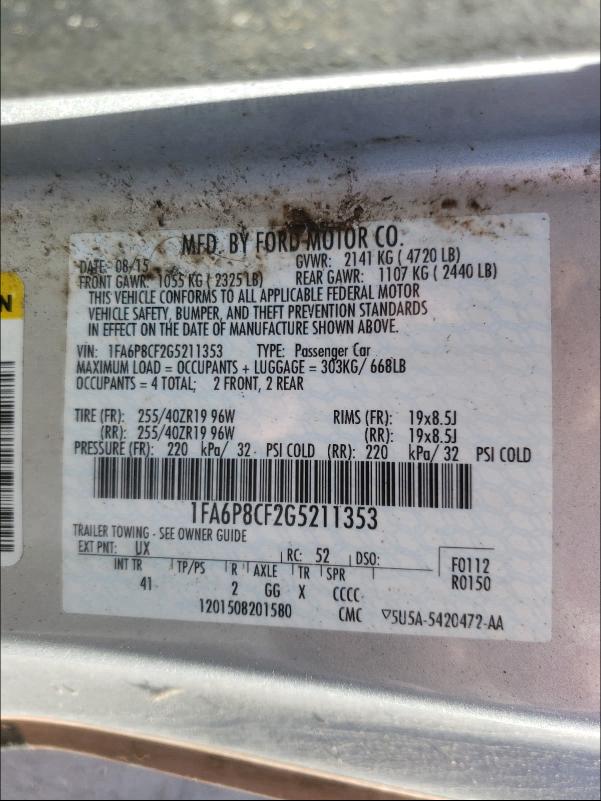 MFD. BY FORD MOTOR CO.
DATE: 08/15 GVWR: 2141 KG ( 4720 LB)
FRONT GAWR: 1055 KG ( 2325 LB) REAR GAWR: 1107 KG ( 2440 LB)
THIS VEHICLE CONFORMS TO ALL APPLICABLE FEDERAL MOTOR
VEHICLE SAFETY, BUMPER, AND THEFT PREVENTION STANDARDS
IN EFFECT ON THE DATE OF MANUFACTURE SHOWN ABOVE.
VIN: 1FA6P8CF2G5211353 TYPE: Passenger Car
MAXIMUM LOAD = OCCUPANTS + LUGGAGE = 303KG/ 668LB
OCCUPANTS = 4 TOTAL; 2 FRONT, 2 REAR
TIRE (FR): 255/40ZR19 96W RIMS (FR): 19x8.5J
(RR): 255/40ZR19 96W (RR): 19x8.5J
PRESSURE (FR): 220 kPa/ 32 PSI COLD (RR): 220 kPa/ 32 PSI COLD
1FA6P8CF2G5211353
TRAILER TOWING - SEE OWNER GUIDE
EXT PNT: UX RC: 52 DSO: F0112
INT TR TP/PS R AXLE TR SPR R0150
41 2 GG X CCCC
1201508201580 CMC ▽5U5A-5420472-AA
N